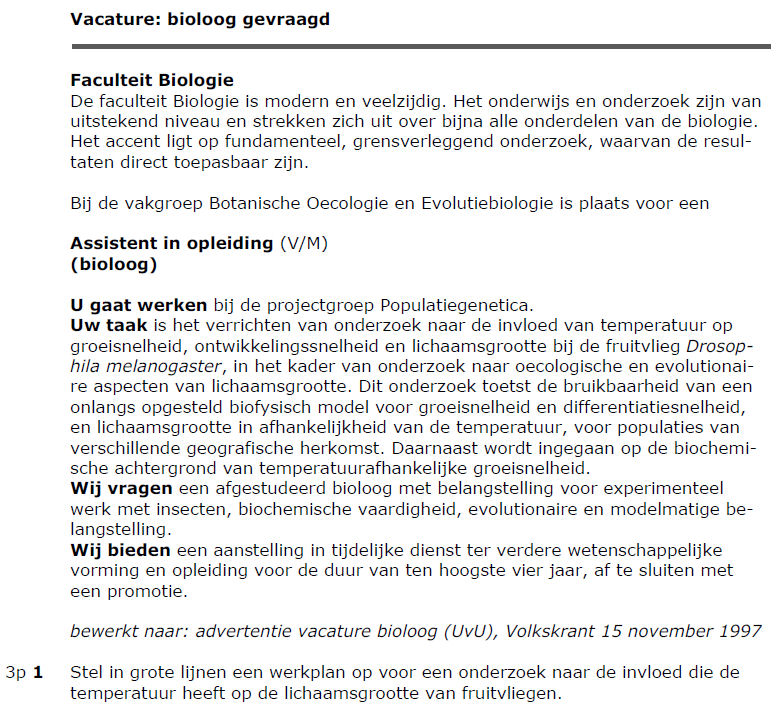 Vacature: bioloog gevraagd
Faculteit Biologie
De faculteit Biologie is modern en veelzijdig. Het onderwijs en onderzoek zijn van
uitstekend niveau en strekken zich uit over bijna alle onderdelen van de biologie.
Het accent ligt op fundamenteel, grensverleggend onderzoek, waarvan de resul-
taten direct toepasbaar zijn.
Bij de vakgroep Botanische Oecologie en Evolutiebiologie is plaats voor een
Assistent in opleiding (V/M)
(bioloog)
U gaat werken bij de projectgroep Populatiegenetica.
Uw taak is het verrichten van onderzoek naar de invloed van temperatuur op
groeisnelheid, ontwikkelingssnelheid en lichaamsgrootte bij de fruitvlieg Drosop-
hila melanogaster, in het kader van onderzoek naar oecologische en evolutionai-
re aspecten van lichaamsgrootte. Dit onderzoek toetst de bruikbaarheid van een
onlangs opgesteld biofysisch model voor groeisnelheid en differentiatiesnelheid,
en lichaamsgrootte in afhankelijkheid van de temperatuur, voor populaties van
verschillende geografische herkomst. Daarnaast wordt ingegaan op de biochemi-
sche achtergrond van temperatuurafhankelijke groeisnelheid.
Wij vragen een afgestudeerd bioloog met belangstelling voor experimenteel
werk met insecten, biochemische vaardigheid, evolutionaire en modelmatige be-
langstelling.
Wij bieden een aanstelling in tijdelijke dienst ter verdere wetenschappelijke
vorming en opleiding voor de duur van ten hoogste vier jaar, af te sluiten met
een promotie.
bewerkt naar: advertentie vacature bioloog (UvU), Volkskrant 15 november 1997
3p 1 Stel in grote lijnen een werkplan op voor een onderzoek naar de invloed die de
temperatuur heeft op de lichaamsgrootte van fruitvliegen.